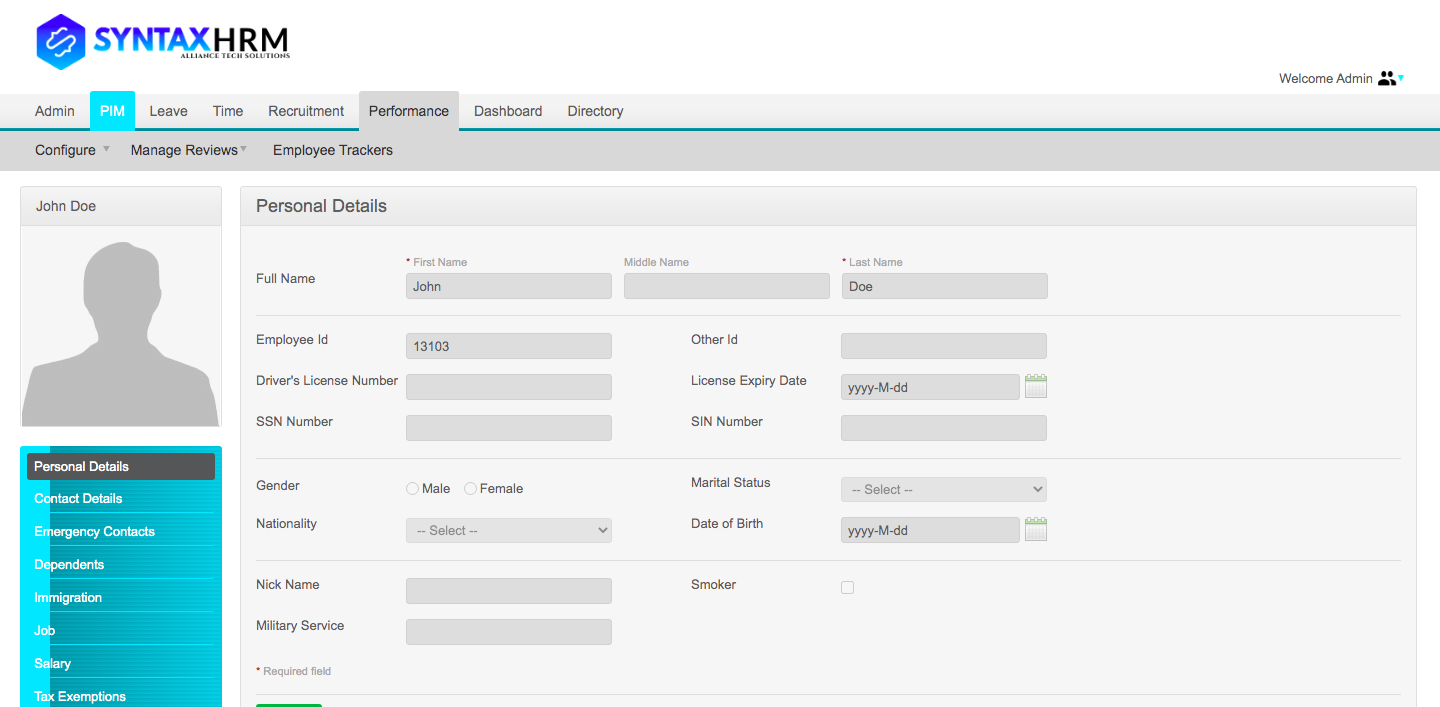 SYNTAXHRM
ALLIANCE TECH SOLUTIONS
Welcome Admin
Admin PIM Leave Time Recruitment Performance Dashboard Directory
Configure Manage Reviews Employee Trackers
John Doe
Personal Details
* First Name Middle Name * Last Name
Full Name John Doe
Employee Id 13103 Other Id
Driver's License Number License Expiry Date yyyy-M-dd
SSN Number SIN Number
Gender Male Female Marital Status -- Select --
Nationality -- Select -- Date of Birth yyyy-M-dd
Nick Name Smoker
Military Service
* Required field
Personal Details
Contact Details
Emergency Contacts
Dependents
Immigration
Job
Salary
Tax Exemptions